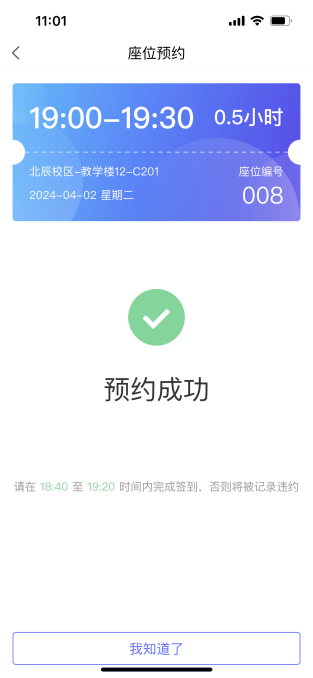 11:01
座位预约
19:00-19:30 0.5小时
北辰校区-教学楼12-C201 座位编号
2024-04-02 星期二 008
预约成功
请在 18:40 至 19:20 时间内完成签到，否则将被记录违约
我知道了